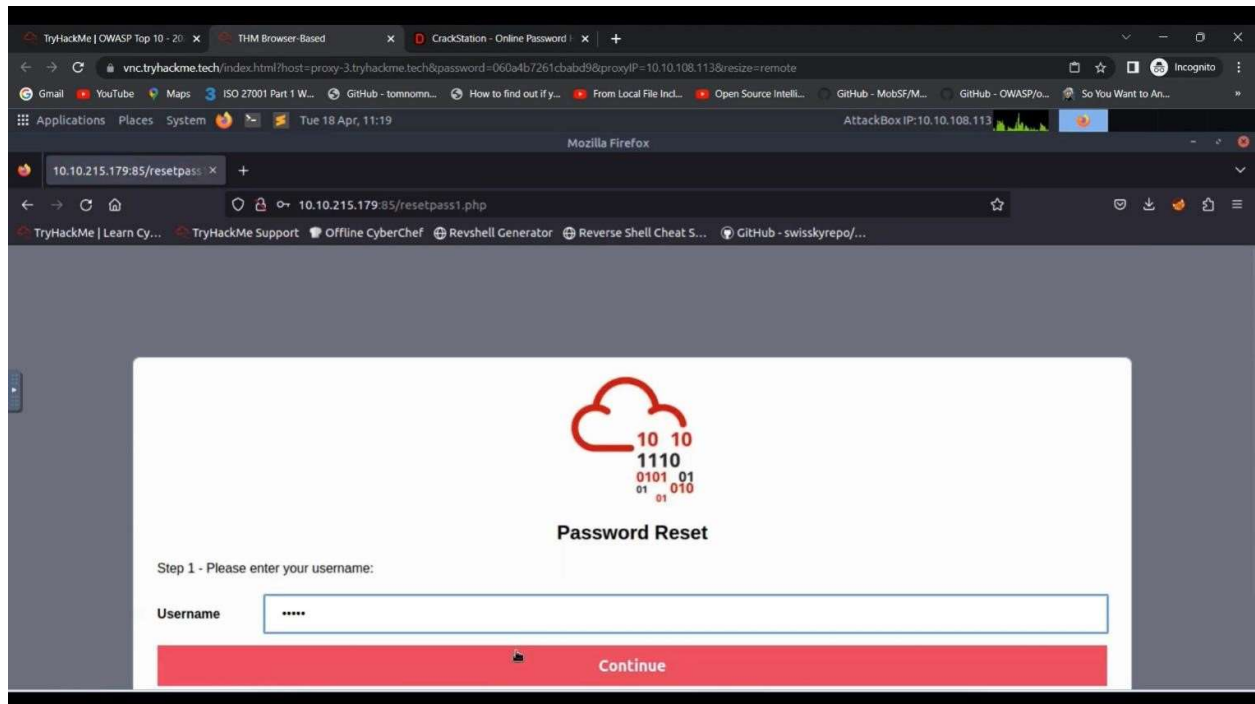 TryHackMe | OWASP Top 10 - 20
THM Browser-Based
CrackStation - Online Password H
vnc.tryhackme.tech/index.html?host=proxy-3.tryhackme.tech&password=060a4b7261cbabd9&proxyIP=10.10.108.113&resize=remote
Incognito
Gmail YouTube Maps ISO 27001 Part 1 W... GitHub - tomnomn... How to find out if y... From Local File Incl... Open Source Intelli... GitHub - MobSF/M... GitHub - OWASP/o... So You Want to An... »
Applications Places System Tue 18 Apr, 11:19 AttackBox IP:10.10.108.113
Mozilla Firefox
10.10.215.179:85/resetpass1
10.10.215.179:85/resetpass1.php
TryHackMe | Learn Cy... TryHackMe Support Offline CyberChef Revshell Generator Reverse Shell Cheat S... GitHub - swisskyrepo/...
10 10
1110
0101 01
01 010
01
Password Reset
Step 1 - Please enter your username:
Username •••••
Continue